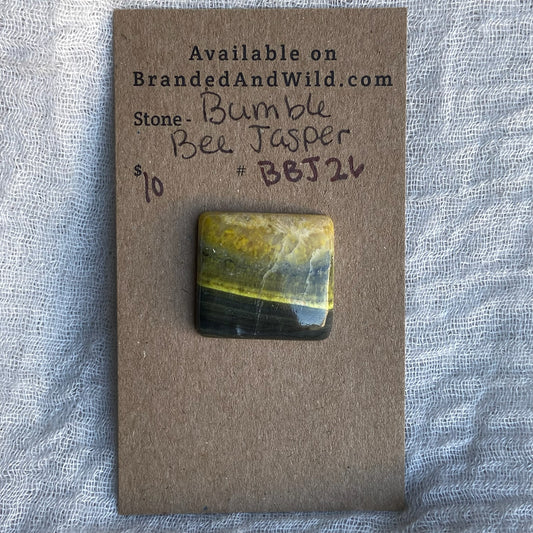 Available on
BrandedAndWild.com
Stone - Bumble
Bee Jasper
$10 # BBJ26